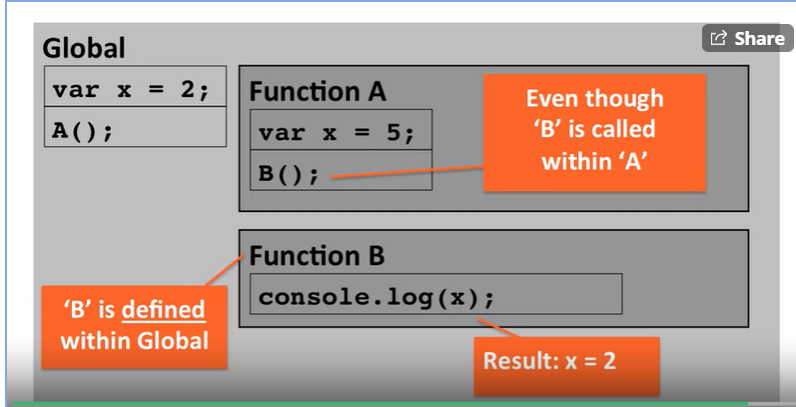 Share
Global
var x = 2;
A();
Function A
var x = 5;
B();
Even though
‘B’ is called
within ‘A’
Function B
console.log(x);
‘B’ is defined
within Global
Result: x = 2